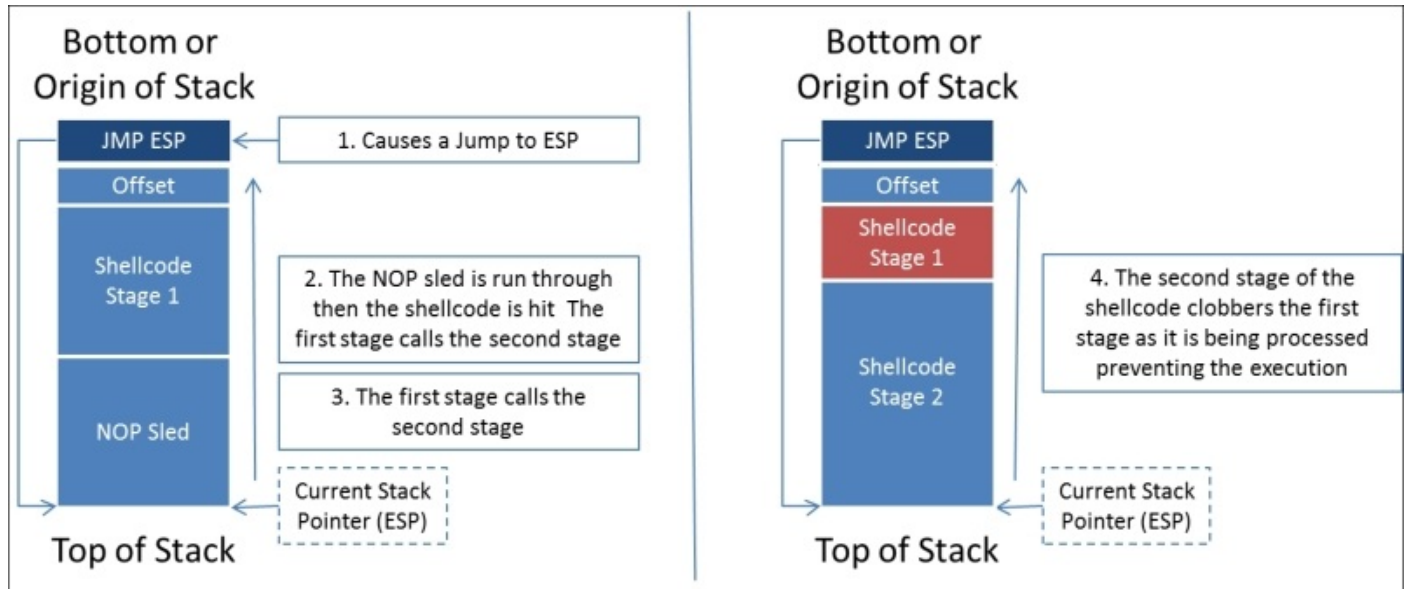 Bottom or
Origin of Stack
JMP ESP
1. Causes a Jump to ESP
Offset
Shellcode
Stage 1
2. The NOP sled is run through
then the shellcode is hit  The
first stage calls the second stage
3. The first stage calls the
second stage
NOP Sled
Current Stack
Pointer (ESP)
Top of Stack
Bottom or
Origin of Stack
JMP ESP
Offset
Shellcode
Stage 1
4. The second stage of the
shellcode clobbers the first
stage as it is being processed
preventing the execution
Shellcode
Stage 2
Current Stack
Pointer (ESP)
Top of Stack